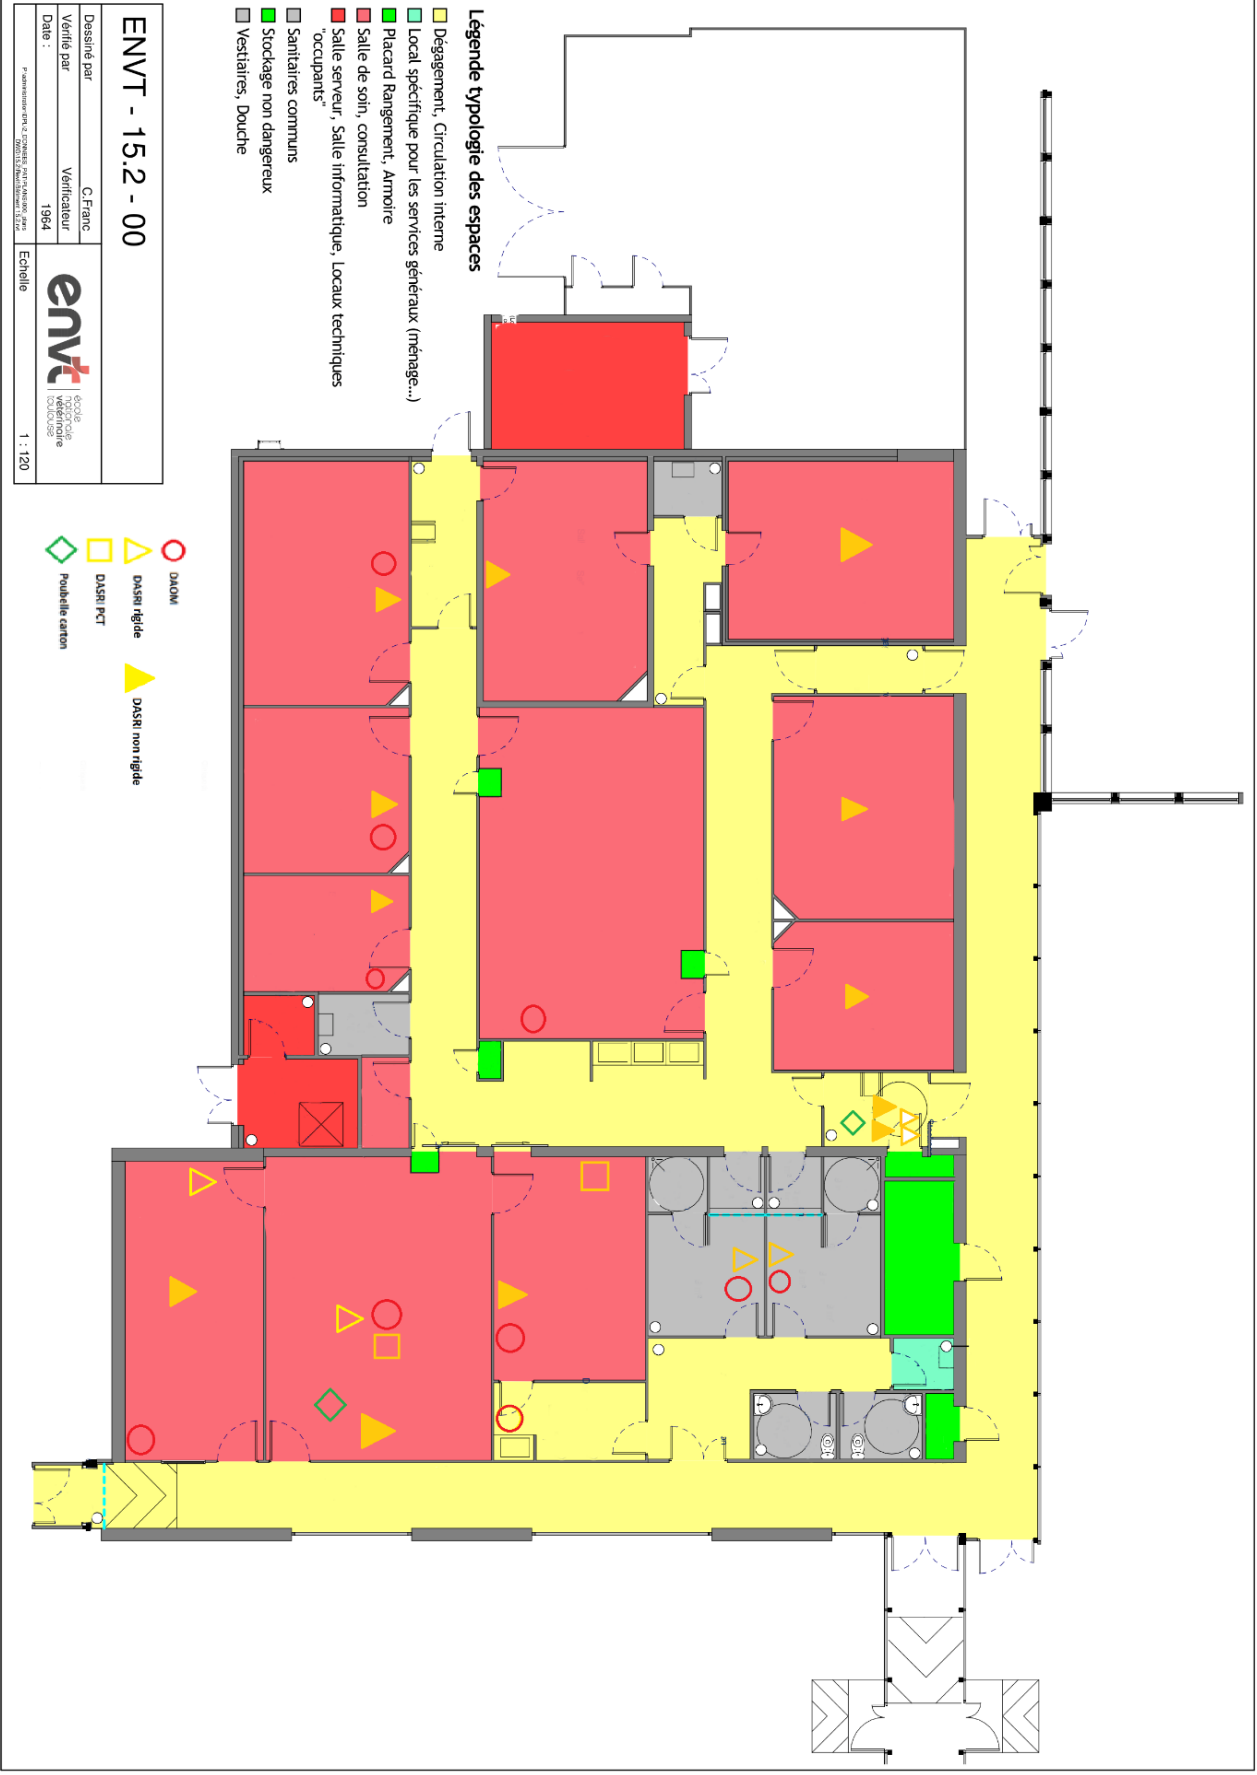 Légende typologie des espaces
Dégagement, Circulation interne
Local spécifique pour les services généraux (ménage...)
Placard Rangement, Armoire
Salle de soin, consultation
Salle serveur, Salle informatique, Locaux techniques
"occupants"
Sanitaires communs
Stockage non dangereux
Vestiaires, Douche
ENVT - 15.2 - 00
Dessiné par C.Franc
Vérifié par Vérificateur
Date : 1964
envt
école
nationale
vétérinaire
toulouse
Echelle 1 : 120
DAOM
DASRI rigide
DASRI non rigide
DASRI PCT
Poubelle carton